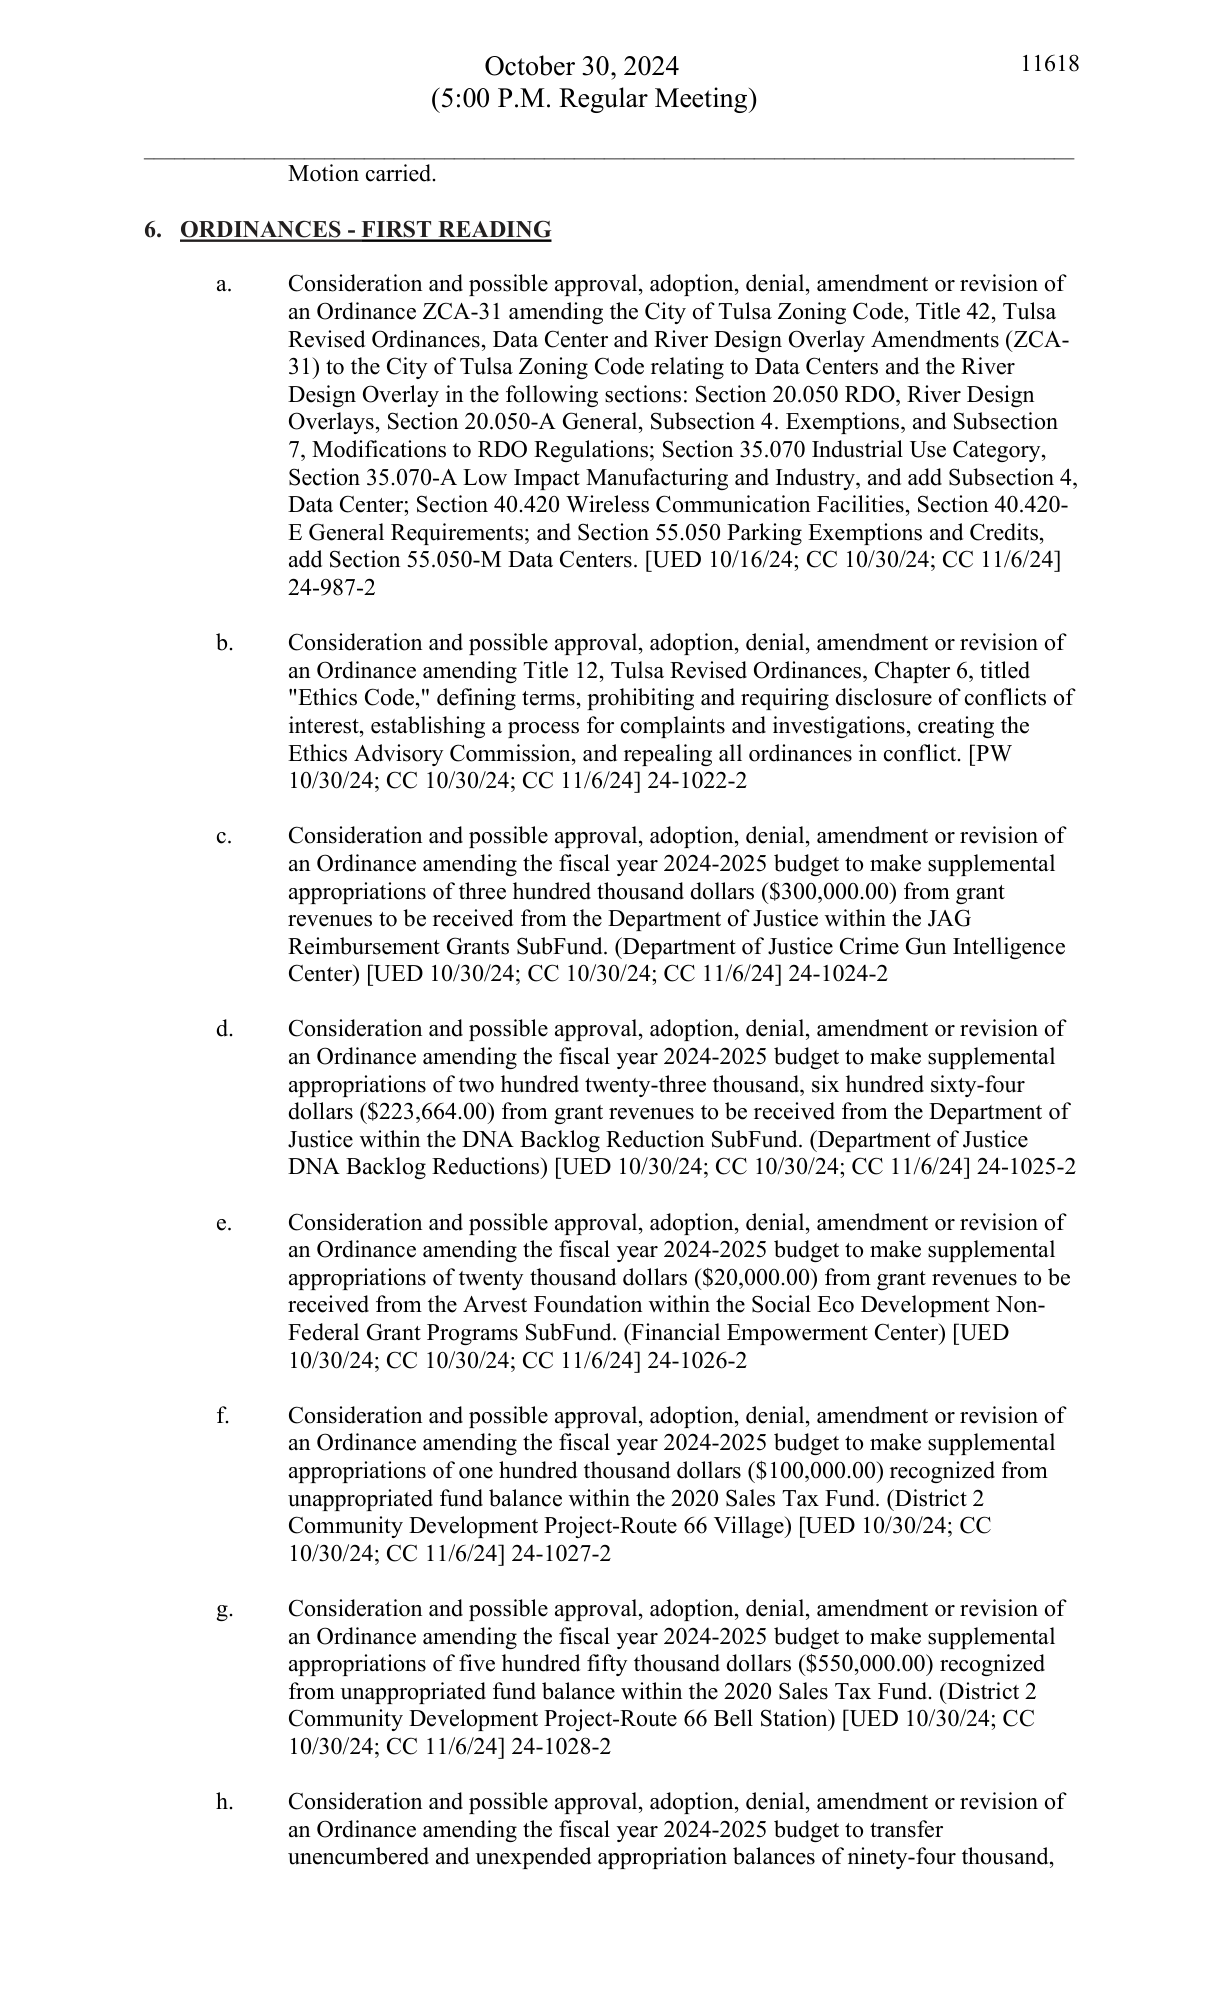 October 30, 2024
11618
(5:00 P.M. Regular Meeting)
Motion carried.
6. ORDINANCES - FIRST READING
a. Consideration and possible approval, adoption, denial, amendment or revision of
an Ordinance ZCA-31 amending the City of Tulsa Zoning Code, Title 42, Tulsa
Revised Ordinances, Data Center and River Design Overlay Amendments (ZCA-
31) to the City of Tulsa Zoning Code relating to Data Centers and the River
Design Overlay in the following sections: Section 20.050 RDO, River Design
Overlays, Section 20.050-A General, Subsection 4. Exemptions, and Subsection
7, Modifications to RDO Regulations; Section 35.070 Industrial Use Category,
Section 35.070-A Low Impact Manufacturing and Industry, and add Subsection 4,
Data Center; Section 40.420 Wireless Communication Facilities, Section 40.420-
E General Requirements; and Section 55.050 Parking Exemptions and Credits,
add Section 55.050-M Data Centers. [UED 10/16/24; CC 10/30/24; CC 11/6/24]
24-987-2
b. Consideration and possible approval, adoption, denial, amendment or revision of
an Ordinance amending Title 12, Tulsa Revised Ordinances, Chapter 6, titled
"Ethics Code," defining terms, prohibiting and requiring disclosure of conflicts of
interest, establishing a process for complaints and investigations, creating the
Ethics Advisory Commission, and repealing all ordinances in conflict. [PW
10/30/24; CC 10/30/24; CC 11/6/24] 24-1022-2
c. Consideration and possible approval, adoption, denial, amendment or revision of
an Ordinance amending the fiscal year 2024-2025 budget to make supplemental
appropriations of three hundred thousand dollars ($300,000.00) from grant
revenues to be received from the Department of Justice within the JAG
Reimbursement Grants SubFund. (Department of Justice Crime Gun Intelligence
Center) [UED 10/30/24; CC 10/30/24; CC 11/6/24] 24-1024-2
d. Consideration and possible approval, adoption, denial, amendment or revision of
an Ordinance amending the fiscal year 2024-2025 budget to make supplemental
appropriations of two hundred twenty-three thousand, six hundred sixty-four
dollars ($223,664.00) from grant revenues to be received from the Department of
Justice within the DNA Backlog Reduction SubFund. (Department of Justice
DNA Backlog Reductions) [UED 10/30/24; CC 10/30/24; CC 11/6/24] 24-1025-2
e. Consideration and possible approval, adoption, denial, amendment or revision of
an Ordinance amending the fiscal year 2024-2025 budget to make supplemental
appropriations of twenty thousand dollars ($20,000.00) from grant revenues to be
received from the Arvest Foundation within the Social Eco Development Non-
Federal Grant Programs SubFund. (Financial Empowerment Center) [UED
10/30/24; CC 10/30/24; CC 11/6/24] 24-1026-2
f. Consideration and possible approval, adoption, denial, amendment or revision of
an Ordinance amending the fiscal year 2024-2025 budget to make supplemental
appropriations of one hundred thousand dollars ($100,000.00) recognized from
unappropriated fund balance within the 2020 Sales Tax Fund. (District 2
Community Development Project-Route 66 Village) [UED 10/30/24; CC
10/30/24; CC 11/6/24] 24-1027-2
g. Consideration and possible approval, adoption, denial, amendment or revision of
an Ordinance amending the fiscal year 2024-2025 budget to make supplemental
appropriations of five hundred fifty thousand dollars ($550,000.00) recognized
from unappropriated fund balance within the 2020 Sales Tax Fund. (District 2
Community Development Project-Route 66 Bell Station) [UED 10/30/24; CC
10/30/24; CC 11/6/24] 24-1028-2
h. Consideration and possible approval, adoption, denial, amendment or revision of
an Ordinance amending the fiscal year 2024-2025 budget to transfer
unencumbered and unexpended appropriation balances of ninety-four thousand,